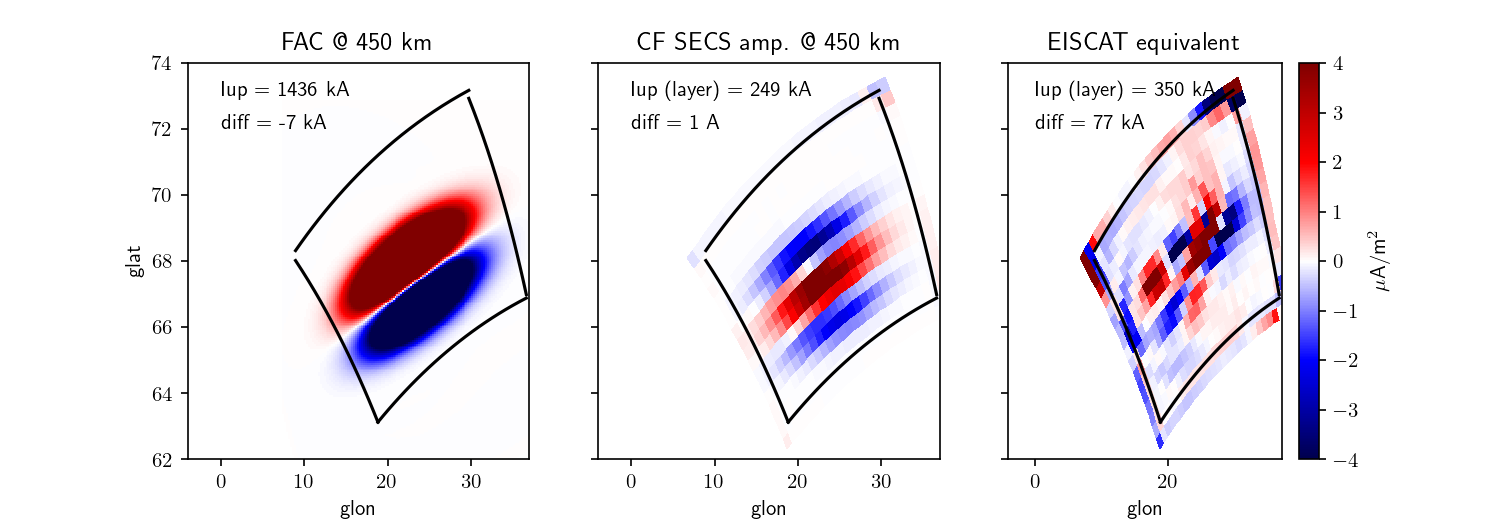 FAC @ 450 km
CF SECS amp. @ 450 km
EISCAT equivalent
Iup = 1436 kA
diff = -7 kA
Iup (layer) = 249 kA
diff = 1 A
Iup (layer) = 350 kA
diff = 77 kA
74
72
70
68
66
64
62
glat
0 10 20 30
glon
0 10 20 30
glon
0 20
glon
4
3
2
1
0
−1
−2
−3
−4
μA/m²